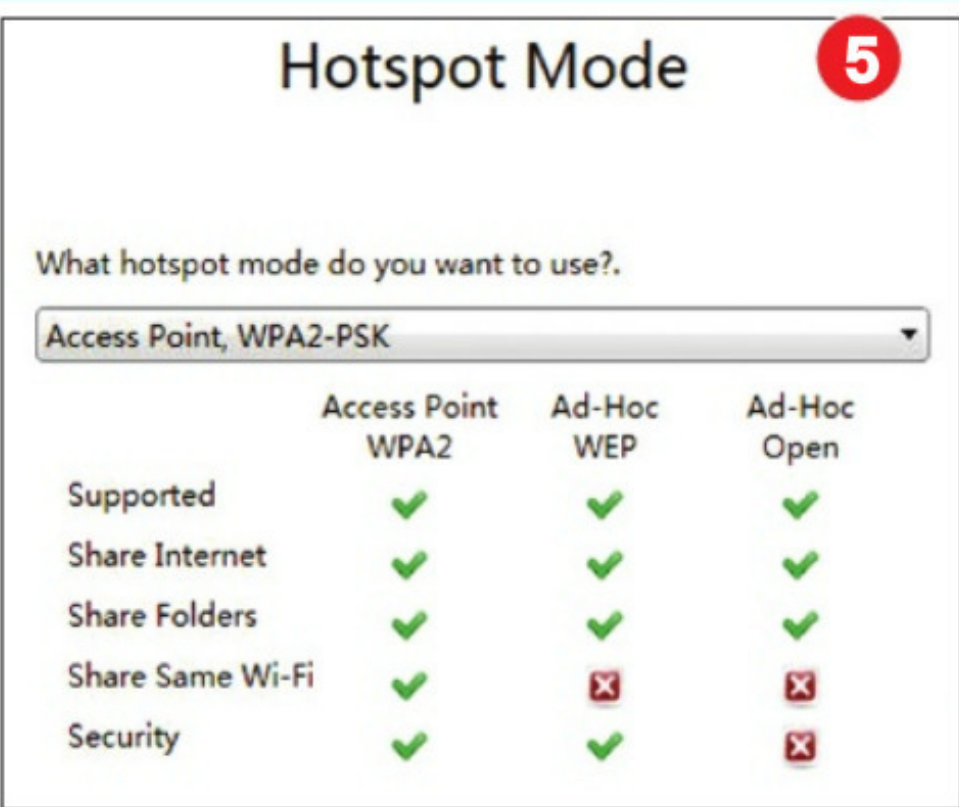 Hotspot Mode
5
What hotspot mode do you want to use?.
Access Point, WPA2-PSK
Access Point Ad-Hoc Ad-Hoc
WPA2 WEP Open
Supported
Share Internet
Share Folders
Share Same Wi-Fi
Security